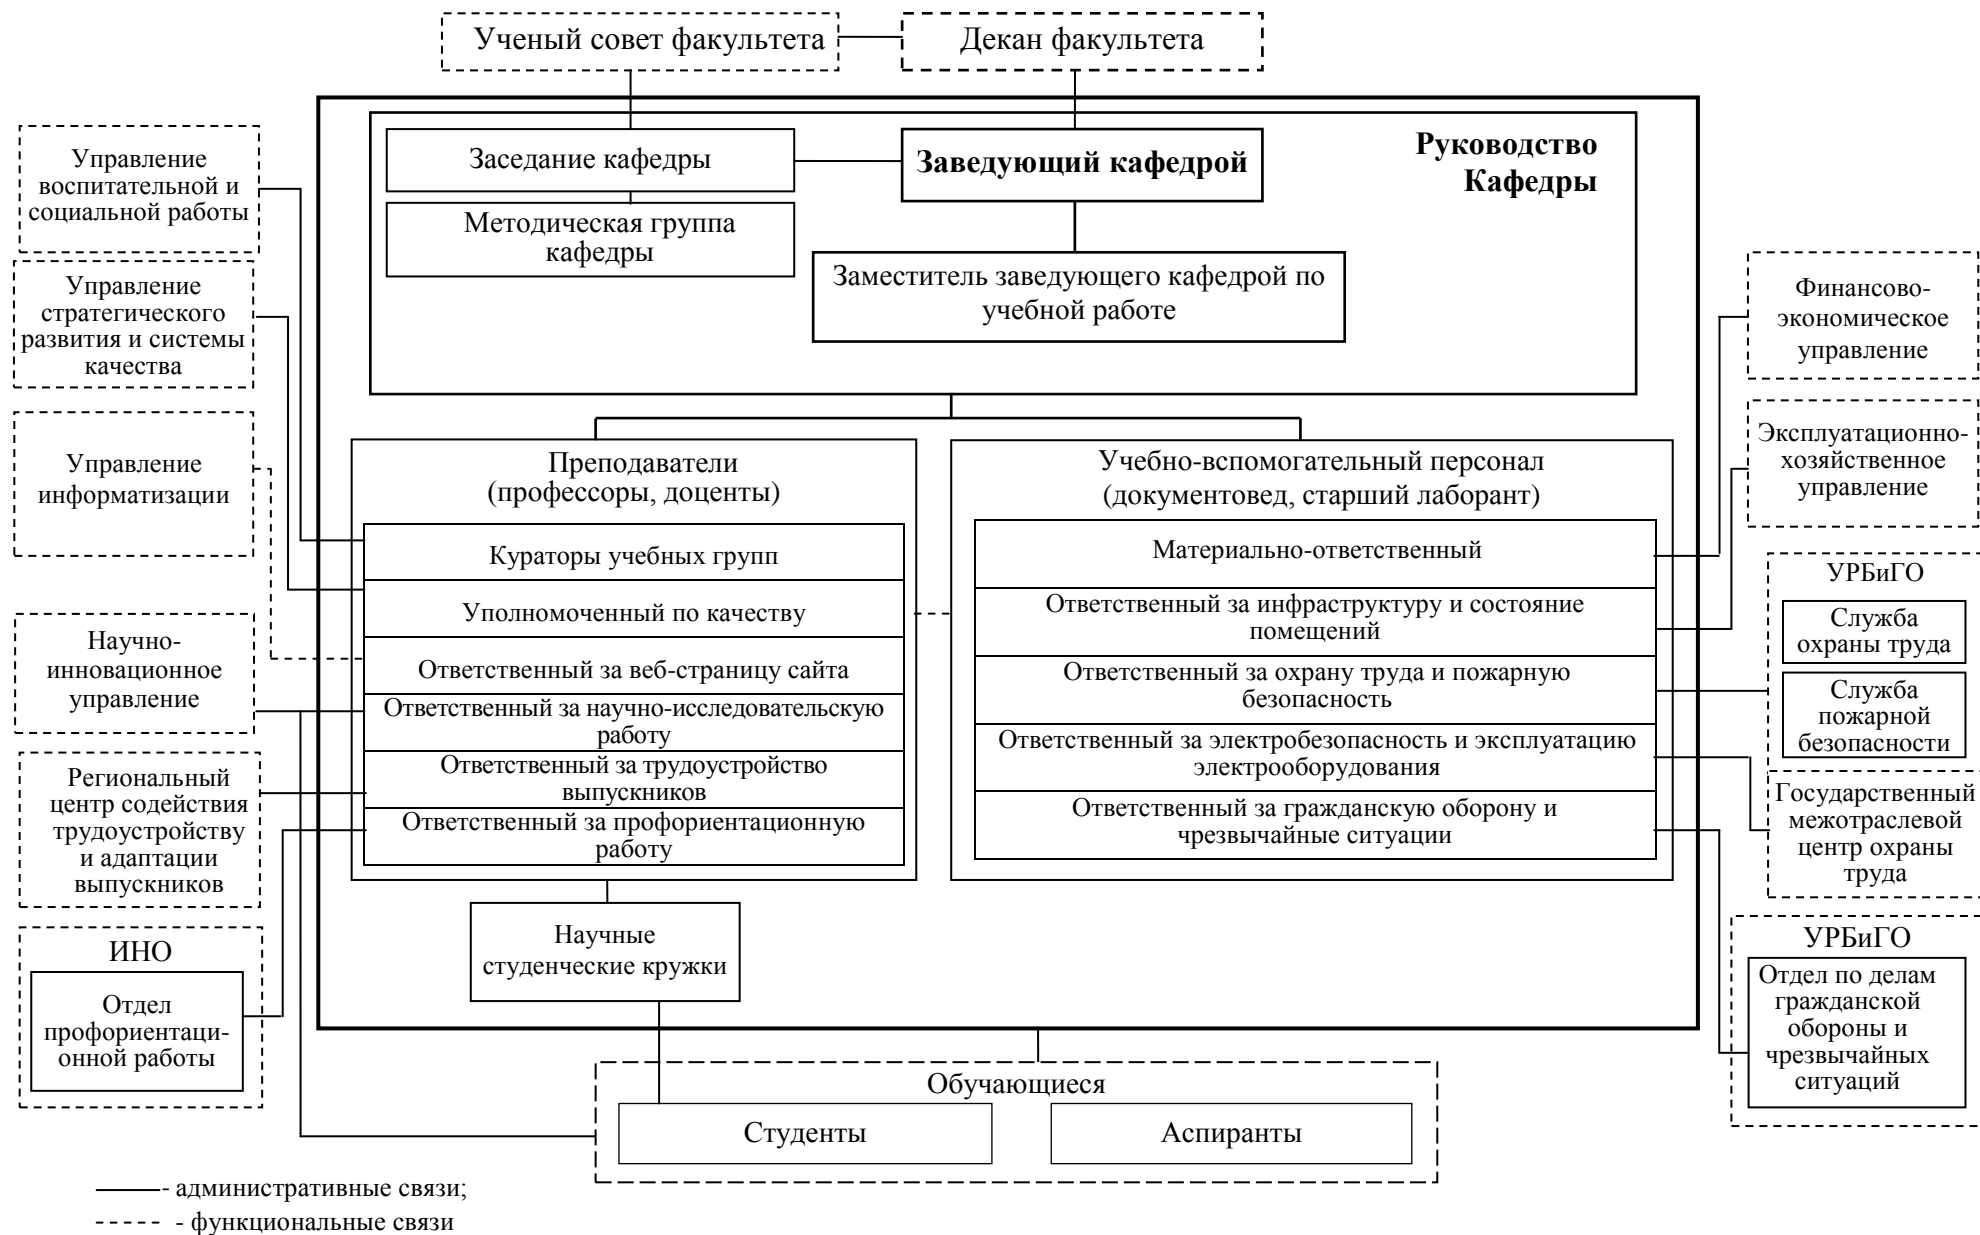 Ученый совет факультета
Декан факультета
Заседание кафедры
Заведующий кафедрой
Руководство
Кафедры
Методическая группа
кафедры
Заместитель заведующего кафедрой по
учебной работе
Управление
воспитательной и
социальной работы
Управление
стратегического
развития и системы
качества
Управление
информатизации
Научно-
инновационное
управление
Региональный
центр содействия
трудоустройству
и адаптации
выпускников
ИНО
Отдел
профориентаци-
онной работы
Преподаватели
(профессоры, доценты)
Кураторы учебных групп
Уполномоченный по качеству
Ответственный за веб-страницу сайта
Ответственный за научно-исследовательскую
работу
Ответственный за трудоустройство
выпускников
Ответственный за профориентационную
работу
Научные
студенческие кружки
Учебно-вспомогательный персонал
(документовед, старший лаборант)
Материально-ответственный
Ответственный за инфраструктуру и состояние
помещений
Ответственный за охрану труда и пожарную
безопасность
Ответственный за электробезопасность и эксплуатацию
электрооборудования
Ответственный за гражданскую оборону и
чрезвычайные ситуации
Финансово-
экономическое
управление
Эксплуатационно-
хозяйственное
управление
УРБиГО
Служба
охраны труда
Служба
пожарной
безопасности
Государственный
межотраслевой
центр охраны
труда
УРБиГО
Отдел по делам
гражданской
обороны и
чрезвычайных
ситуаций
Обучающиеся
Студенты
Аспиранты
- административные связи;
- функциональные связи